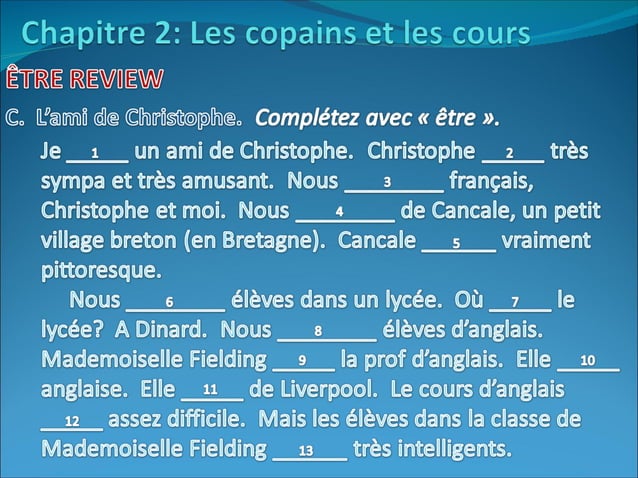 Chapitre 2: Les copains et les cours
ÊTRE REVIEW
C. L'ami de Christophe. Complétez avec « être ».
Je __1__ un ami de Christophe. Christophe __2__ très
sympa et très amusant. Nous __3__ français,
Christophe et moi. Nous __4__ de Cancale, un petit
village breton (en Bretagne). Cancale __5__ vraiment
pittoresque.
Nous __6__ élèves dans un lycée. Où __7__ le
lycée? A Dinard. Nous __8__ élèves d'anglais.
Mademoiselle Fielding __9__ la prof d'anglais. Elle __10__
anglaise. Elle __11__ de Liverpool. Le cours d'anglais
__12__ assez difficile. Mais les élèves dans la classe de
Mademoiselle Fielding __13__ très intelligents.